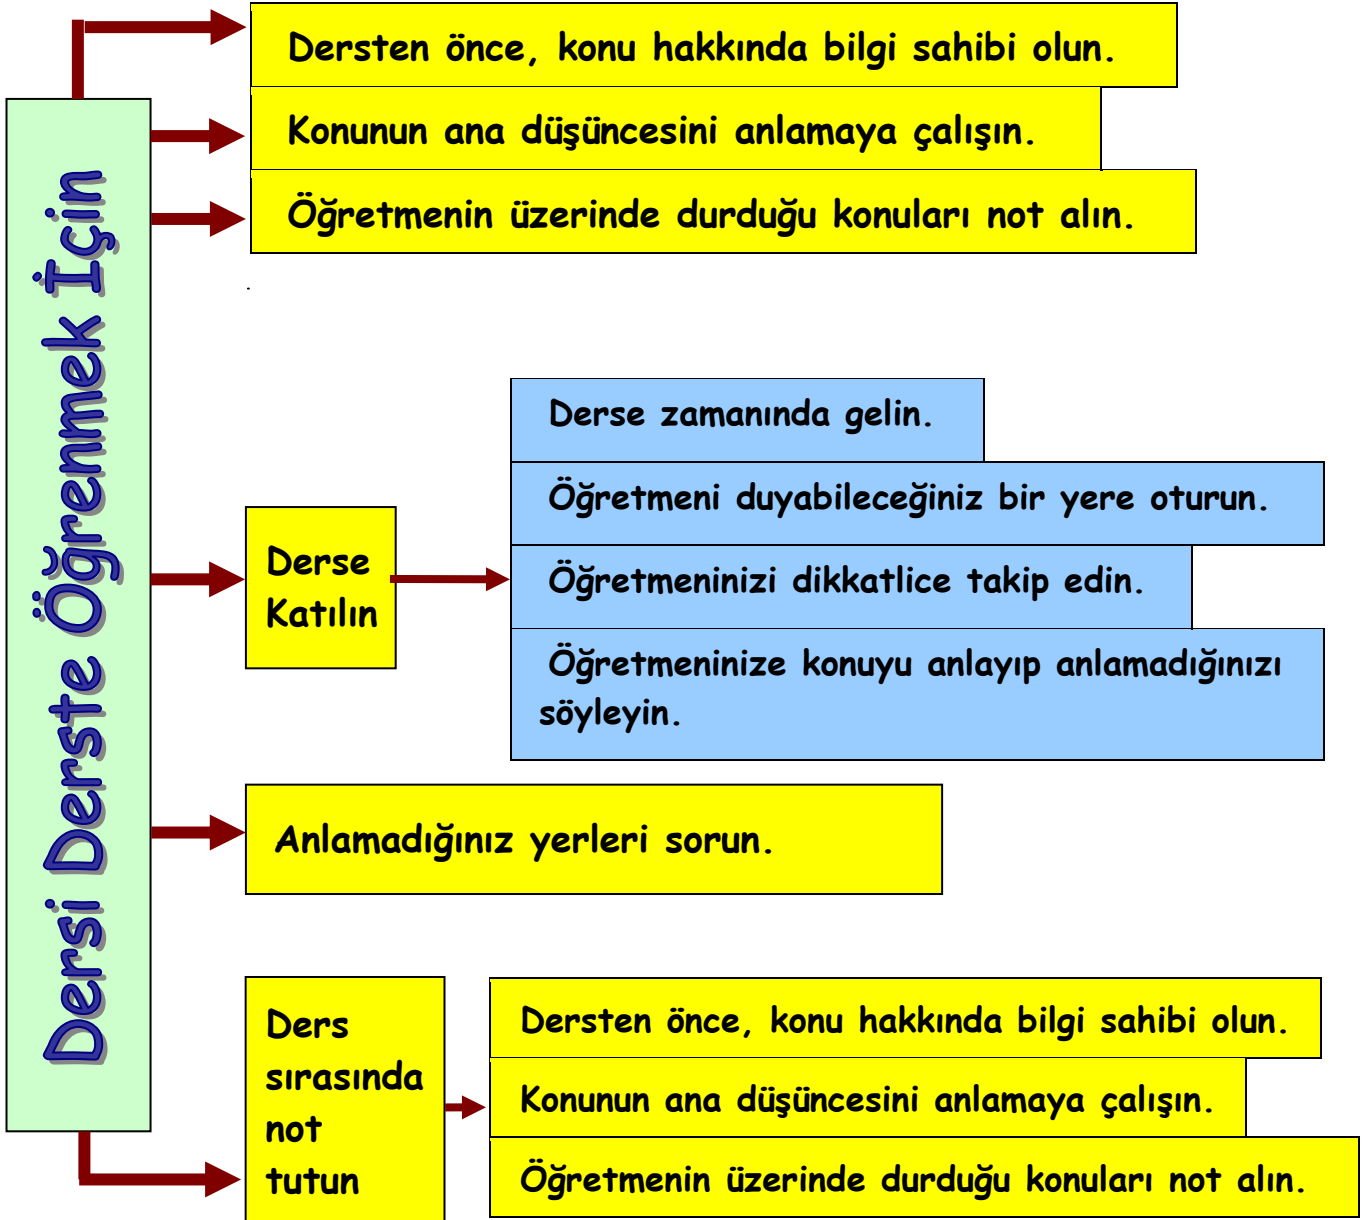 Dersi Derste Öğrenmek İçin
Dersten önce, konu hakkında bilgi sahibi olun.
Konunun ana düşüncesini anlamaya çalışın.
Öğretmenin üzerinde durduğu konuları not alın.
.
Derse
Katılın
Derse zamanında gelin.
Öğretmeni duyabileceğiniz bir yere oturun.
Öğretmeninizi dikkatlice takip edin.
Öğretmeninize konuyu anlayıp anlamadığınızı
söyleyin.
Anlamadığınız yerleri sorun.
Ders
sırasında
not
tutun
Dersten önce, konu hakkında bilgi sahibi olun.
Konunun ana düşüncesini anlamaya çalışın.
Öğretmenin üzerinde durduğu konuları not alın.